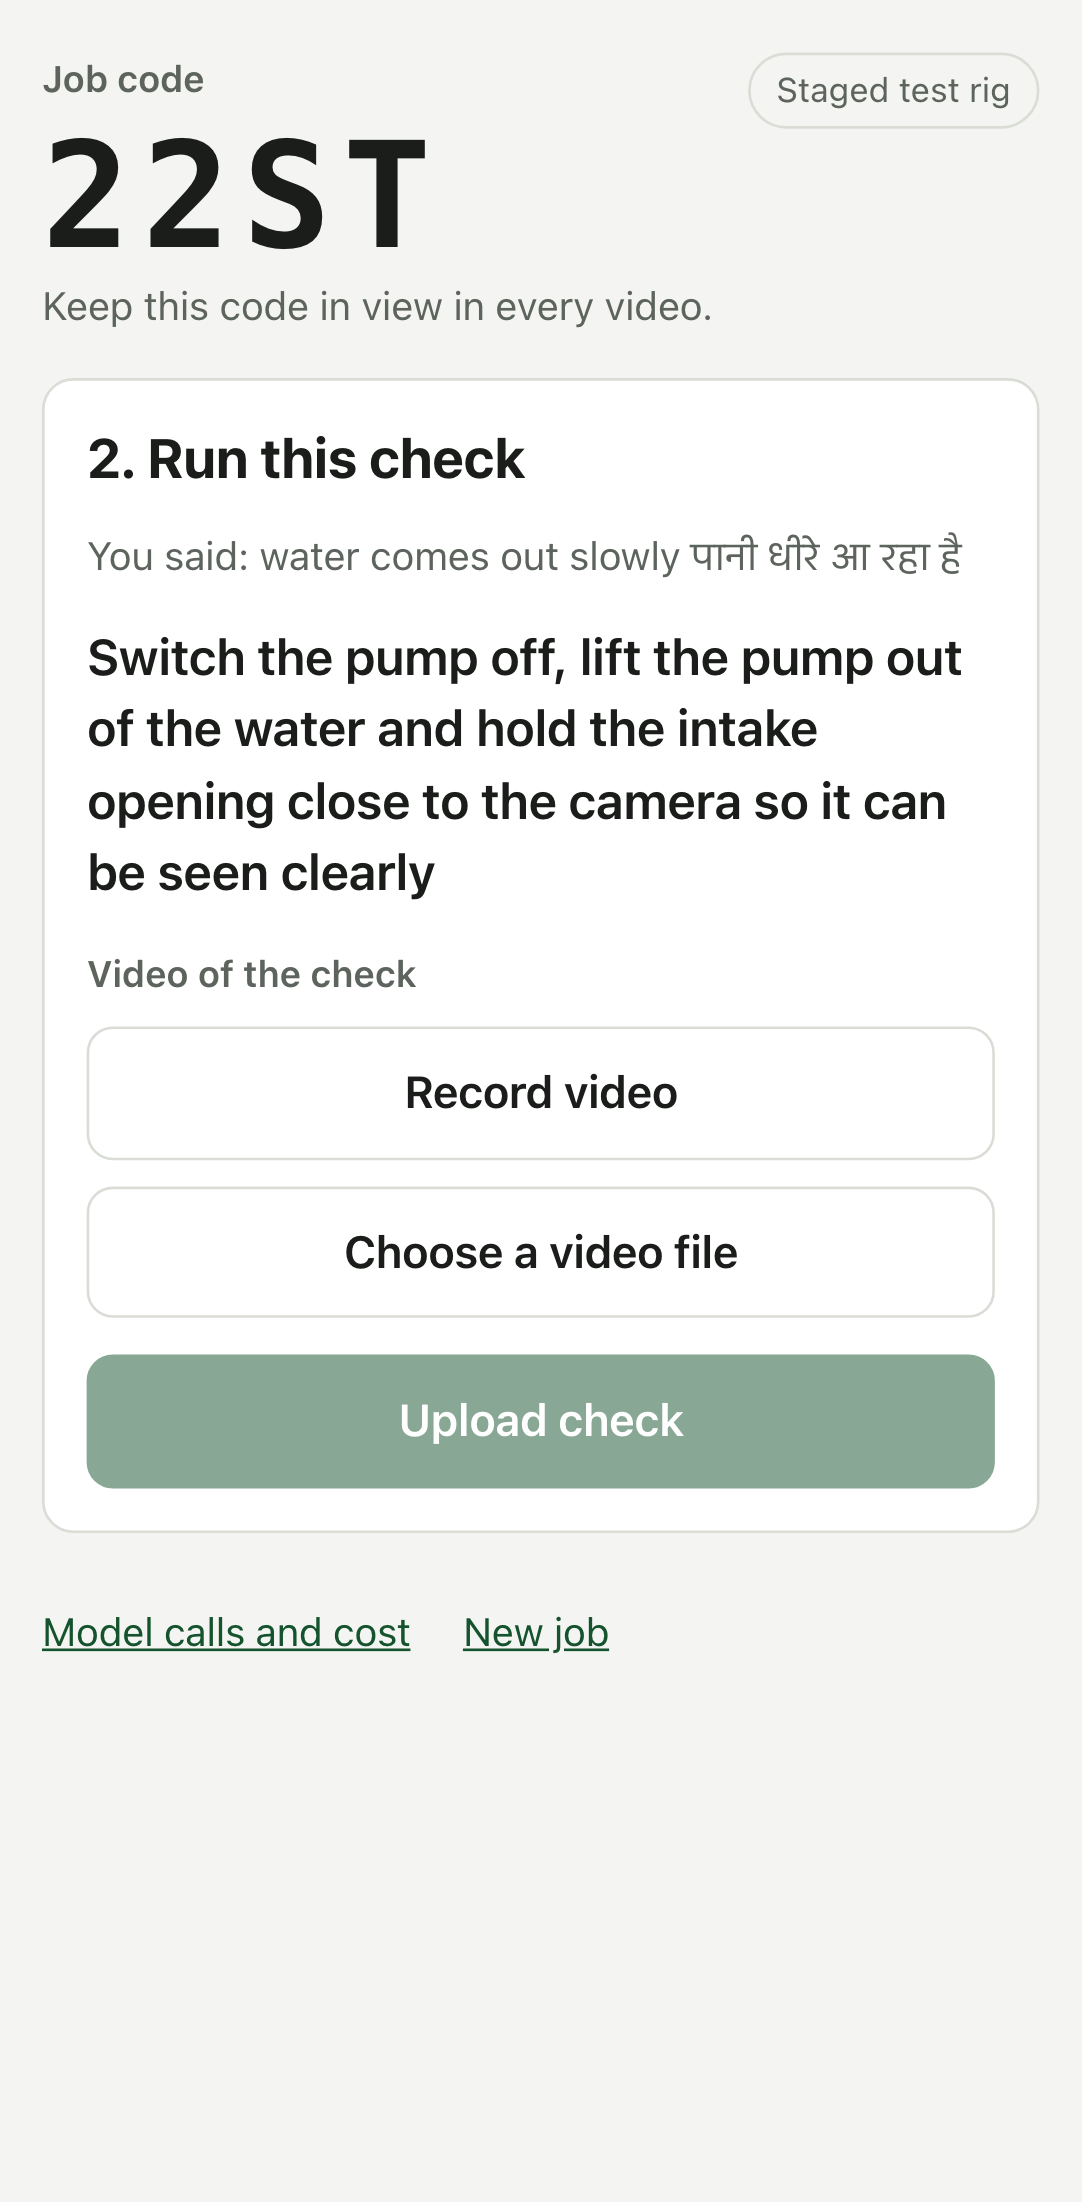 Job code
Staged test rig
22ST
Keep this code in view in every video.
2. Run this check
You said: water comes out slowly पानी धीरे आ रहा है
Switch the pump off, lift the pump out
of the water and hold the intake
opening close to the camera so it can
be seen clearly
Video of the check
Record video
Choose a video file
Upload check
Model calls and cost
New job